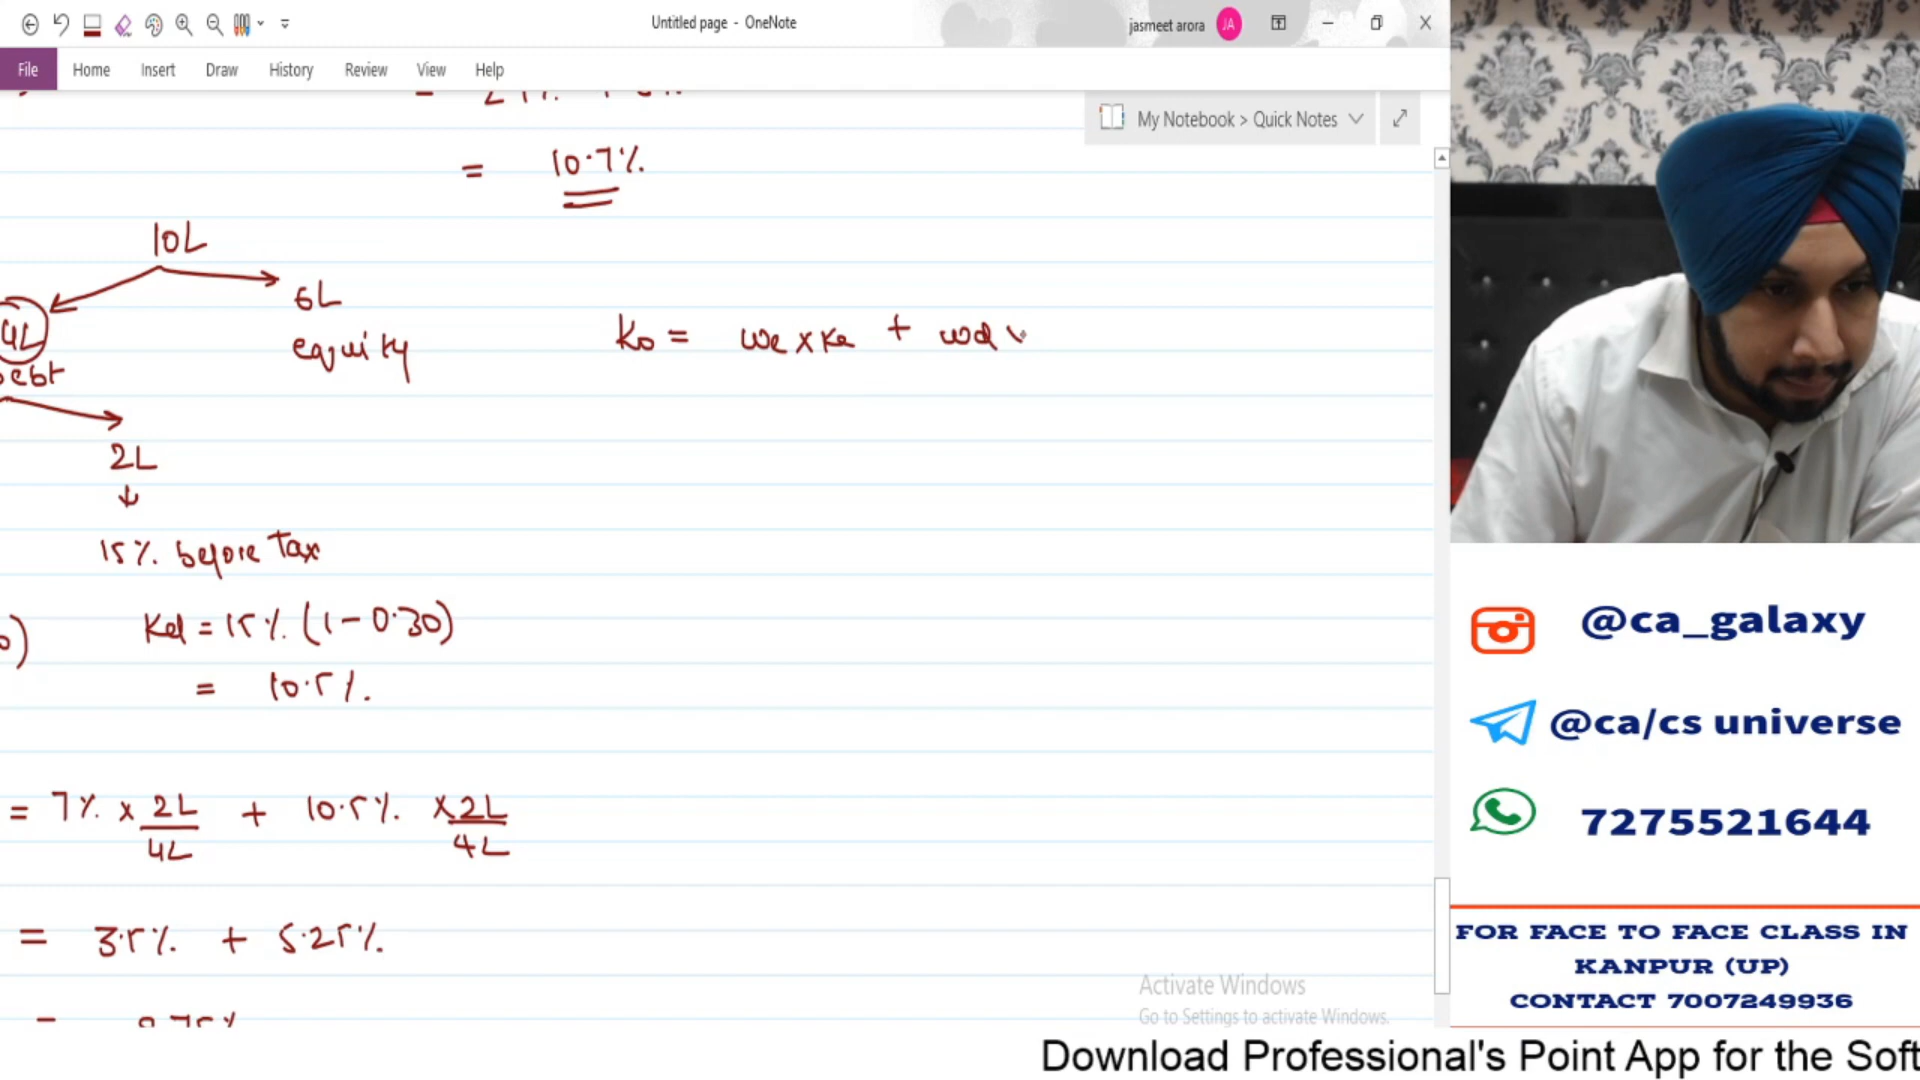 Untitled page - OneNote
jasmeet arora
JA
File Home Insert Draw History Review View Help
My Notebook > Quick Notes
= 10.7%
10L
4L
6L
equity
Ko = We x Ke + Wd
2L
15% before Tax
Kd = 15% (1 - 0.30)
= 10.5%
= 7% x 2L/4L + 10.5% x 2L/4L
= 3.5% + 5.25%
=
Activate Windows
Go to Settings to activate Windows.
@ca_galaxy
@ca/cs universe
7275521644
FOR FACE TO FACE CLASS IN
KANPUR (UP)
CONTACT 7007249936
Download Professional's Point App for the Soft